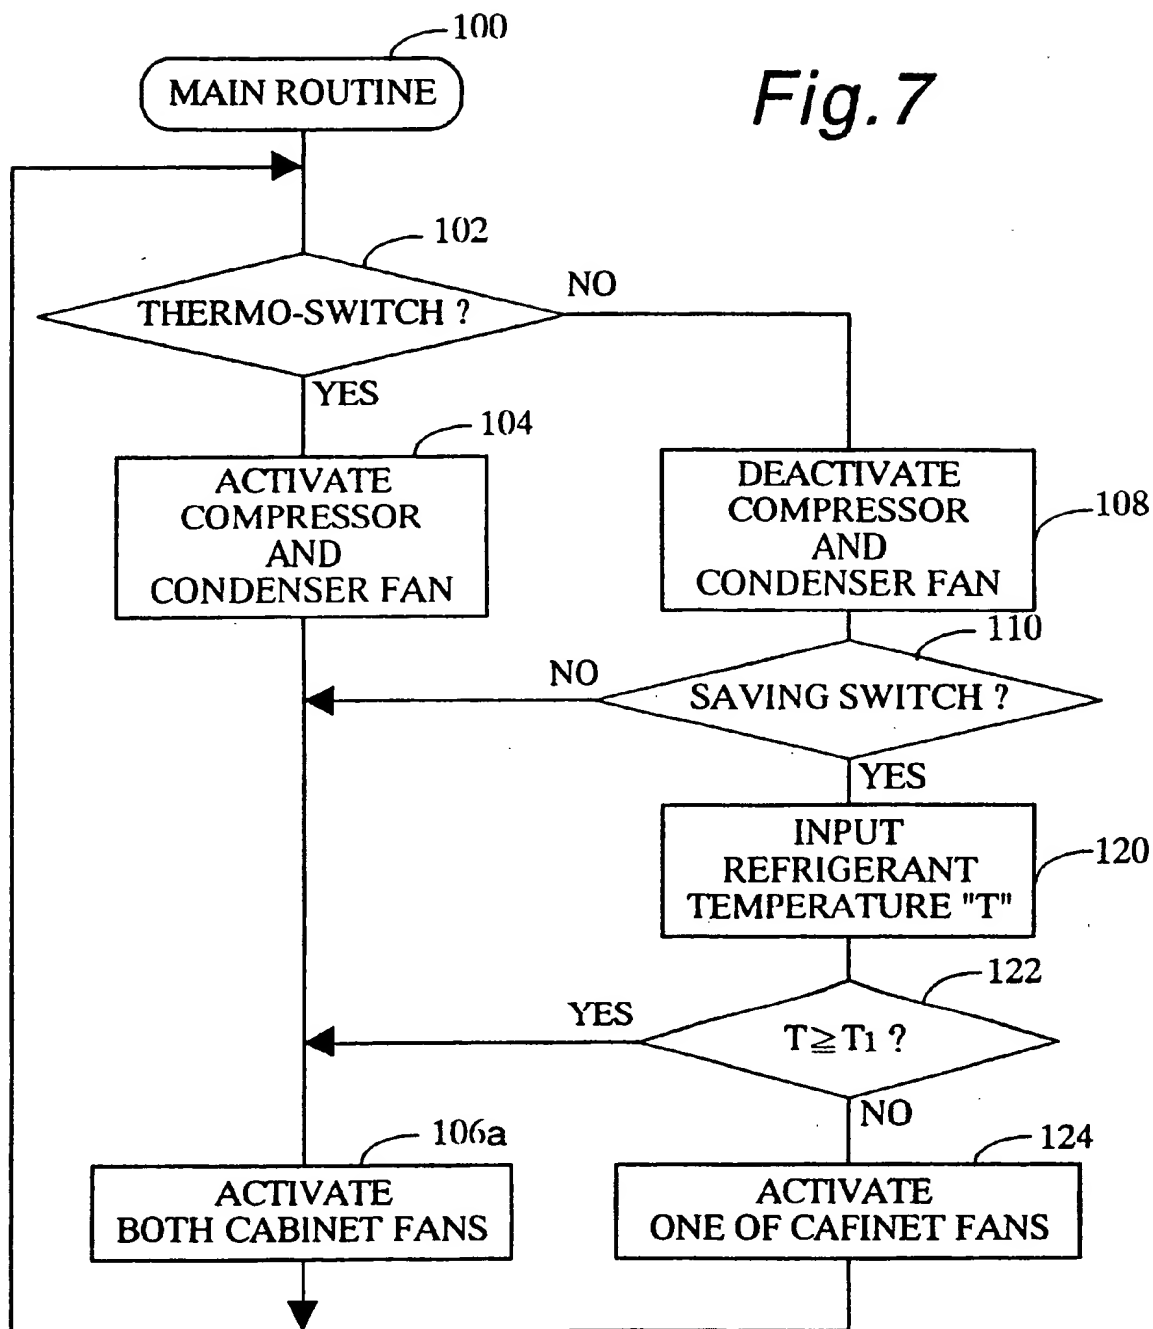 100
MAIN ROUTINE
Fig.7
102
THERMO-SWITCH ?
NO
YES
104
ACTIVATE
COMPRESSOR
AND
CONDENSER FAN
DEACTIVATE
COMPRESSOR
AND
CONDENSER FAN
108
110
NO
SAVING SWITCH ?
YES
INPUT
REFRIGERANT
TEMPERATURE "T"
120
122
YES
T≧T1 ?
NO
106a
ACTIVATE
BOTH CABINET FANS
124
ACTIVATE
ONE OF CAFINET FANS